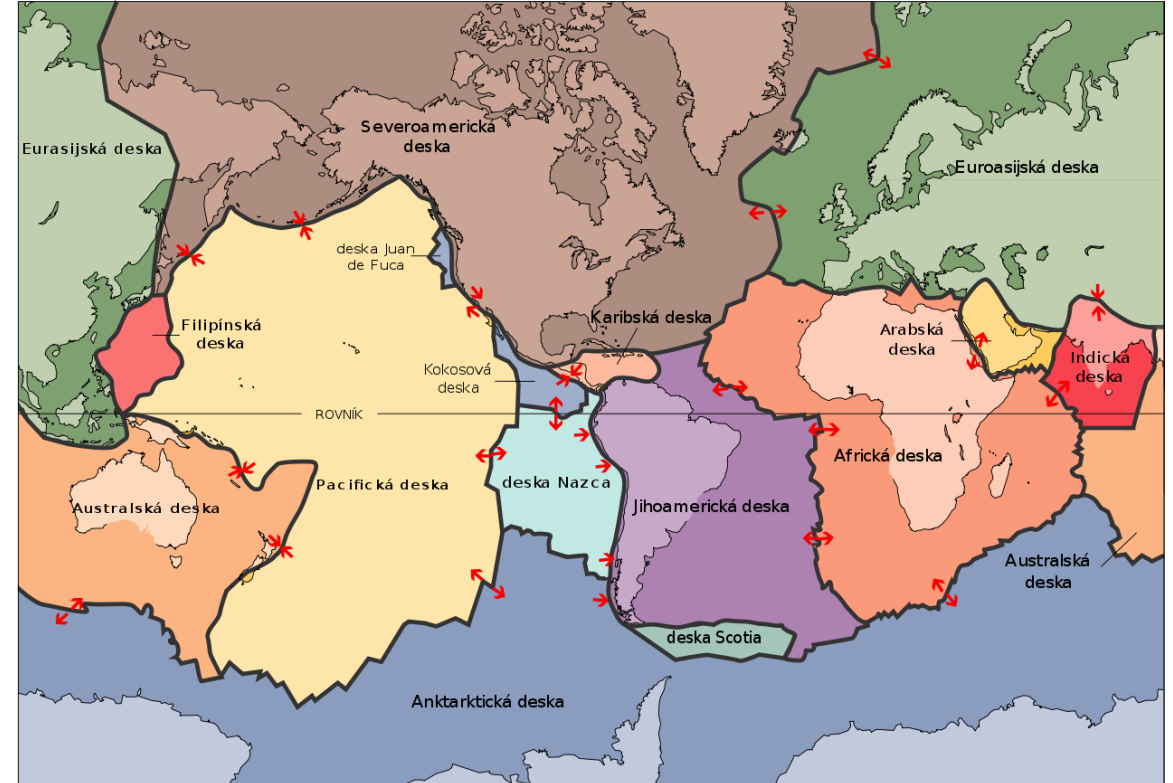 Severoamerická
deska
Eurasijská deska
Euroasijská deska
deska Juan
de Fuca
Karibská deska
Filipínská
deska
Arabská
deska
Indická
deska
Kokosová
deska
ROVNÍK
Africká deska
Pacifická deska
deska Nazca
Australská deska
Jihoamerická deska
Australská
deska
deska Scotia
Anktarktická deska